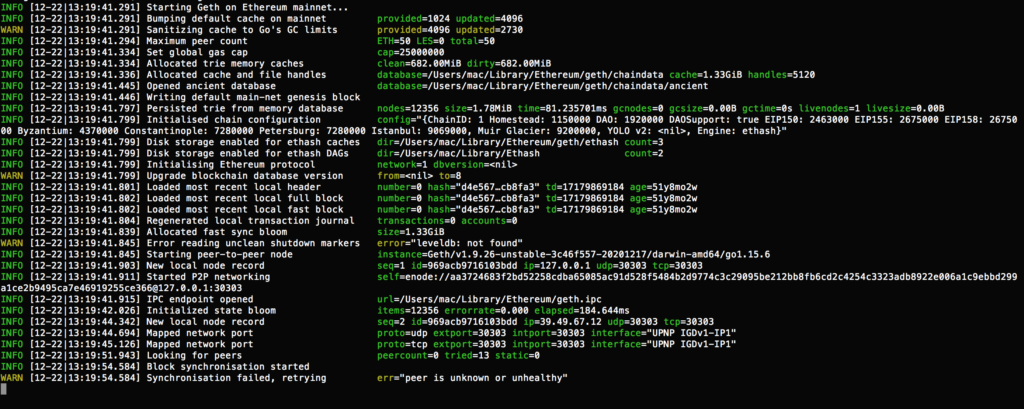 INFO [12-22|13:19:41.291] Starting Geth on Ethereum mainnet...
INFO [12-22|13:19:41.291] Bumping default cache on mainnet provided=1024 updated=4096
WARN [12-22|13:19:41.291] Sanitizing cache to Go's GC limits provided=4096 updated=2730
INFO [12-22|13:19:41.294] Maximum peer count ETH=50 LES=0 total=50
INFO [12-22|13:19:41.334] Set global gas cap cap=25000000
INFO [12-22|13:19:41.334] Allocated trie memory caches clean=682.00MiB dirty=682.00MiB
INFO [12-22|13:19:41.336] Allocated cache and file handles database=/Users/mac/Library/Ethereum/geth/chaindata cache=1.33GiB handles=5120
INFO [12-22|13:19:41.445] Opened ancient database database=/Users/mac/Library/Ethereum/geth/chaindata/ancient
INFO [12-22|13:19:41.446] Writing default main-net genesis block
INFO [12-22|13:19:41.797] Persisted trie from memory database nodes=12356 size=1.78MiB time=81.235701ms gcnodes=0 gcsize=0.00B gctime=0s livenodes=1 livesize=0.00B
INFO [12-22|13:19:41.799] Initialised chain configuration config="{ChainID: 1 Homestead: 1150000 DAO: 1920000 DAOSupport: true EIP150: 2463000 EIP155: 2675000 EIP158: 26750
00 Byzantium: 4370000 Constantinople: 7280000 Petersburg: 7280000 Istanbul: 9069000, Muir Glacier: 9200000, YOLO v2: <nil>, Engine: ethash}"
INFO [12-22|13:19:41.799] Disk storage enabled for ethash caches dir=/Users/mac/Library/Ethereum/geth/ethash count=3
INFO [12-22|13:19:41.799] Disk storage enabled for ethash DAGs dir=/Users/mac/Library/Ethash count=2
INFO [12-22|13:19:41.799] Initialising Ethereum protocol network=1 dbversion=<nil>
WARN [12-22|13:19:41.799] Upgrade blockchain database version from=<nil> to=8
INFO [12-22|13:19:41.801] Loaded most recent local header number=0 hash="d4e567…cb8fa3" td=17179869184 age=51y8mo2w
INFO [12-22|13:19:41.802] Loaded most recent local full block number=0 hash="d4e567…cb8fa3" td=17179869184 age=51y8mo2w
INFO [12-22|13:19:41.802] Loaded most recent local fast block number=0 hash="d4e567…cb8fa3" td=17179869184 age=51y8mo2w
INFO [12-22|13:19:41.804] Regenerated local transaction journal transactions=0 accounts=0
INFO [12-22|13:19:41.839] Allocated fast sync bloom size=1.33GiB
WARN [12-22|13:19:41.845] Error reading unclean shutdown markers error="leveldb: not found"
INFO [12-22|13:19:41.845] Starting peer-to-peer node instance=Geth/v1.9.26-unstable-3c46f557-20201217/darwin-amd64/go1.15.6
INFO [12-22|13:19:41.903] New local node record seq=1 id=969acb9716103bdd ip=127.0.0.1 udp=30303 tcp=30303
INFO [12-22|13:19:41.911] Started P2P networking self=enode://aa3724683f2bd52258cdba65085ac91d528f5484b2d9774c3c29095be212bb8fb6cd2c4254c3323adb8922e006a1c9ebbd299
a1ce2b9495ca7e46919255ce366@127.0.0.1:30303
INFO [12-22|13:19:41.915] IPC endpoint opened url=/Users/mac/Library/Ethereum/geth.ipc
INFO [12-22|13:19:42.026] Initialized state bloom items=12356 errorrate=0.000 elapsed=184.644ms
INFO [12-22|13:19:44.342] New local node record seq=2 id=969acb9716103bdd ip=39.49.67.12 udp=30303 tcp=30303
INFO [12-22|13:19:44.694] Mapped network port proto=udp extport=30303 intport=30303 interface="UPNP IGDv1-IP1"
INFO [12-22|13:19:45.126] Mapped network port proto=tcp extport=30303 intport=30303 interface="UPNP IGDv1-IP1"
INFO [12-22|13:19:51.943] Looking for peers peercount=0 tried=13 static=0
INFO [12-22|13:19:54.584] Block synchronisation started
WARN [12-22|13:19:54.584] Synchronisation failed, retrying err="peer is unknown or unhealthy"